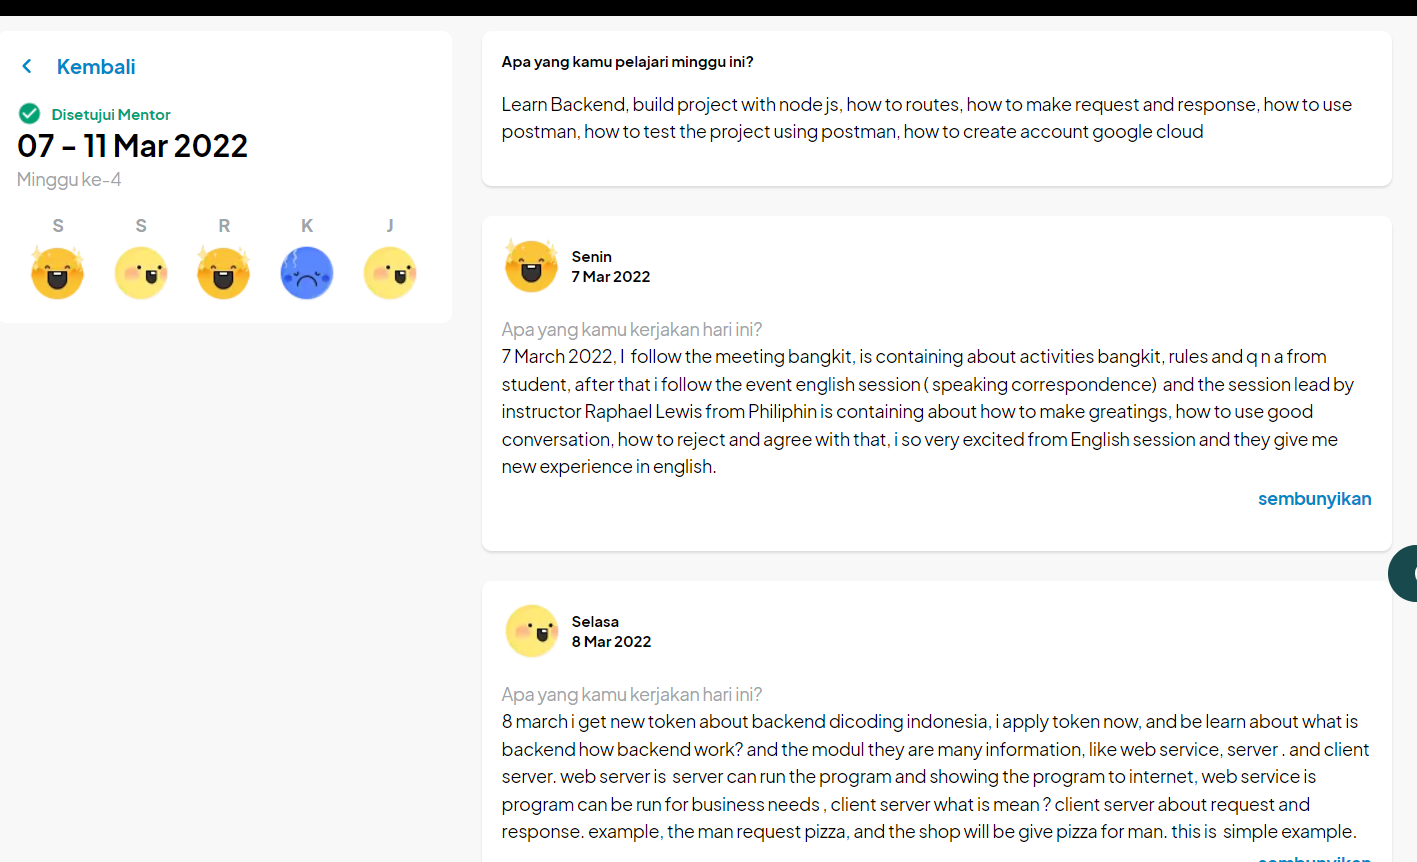 Kembali
Disetujui Mentor
07 - 11 Mar 2022
Minggu ke-4
S S R K J
Apa yang kamu pelajari minggu ini?
Learn Backend, build project with node js, how to routes, how to make request and response, how to use
postman, how to test the project using postman, how to create account google cloud
Senin
7 Mar 2022
Apa yang kamu kerjakan hari ini?
7 March 2022, I follow the meeting bangkit, is containing about activities bangkit, rules and q n a from
student, after that i follow the event english session ( speaking correspondence) and the session lead by
instructor Raphael Lewis from Philiphin is containing about how to make greatings, how to use good
conversation, how to reject and agree with that, i so very excited from English session and they give me
new experience in english.
sembunyikan
Selasa
8 Mar 2022
Apa yang kamu kerjakan hari ini?
8 march i get new token about backend dicoding indonesia, i apply token now, and be learn about what is
backend how backend work? and the modul they are many information, like web service, server . and client
server. web server is server can run the program and showing the program to internet, web service is
program can be run for business needs , client server what is mean ? client server about request and
response. example, the man request pizza, and the shop will be give pizza for man. this is simple example.
sembunyikan